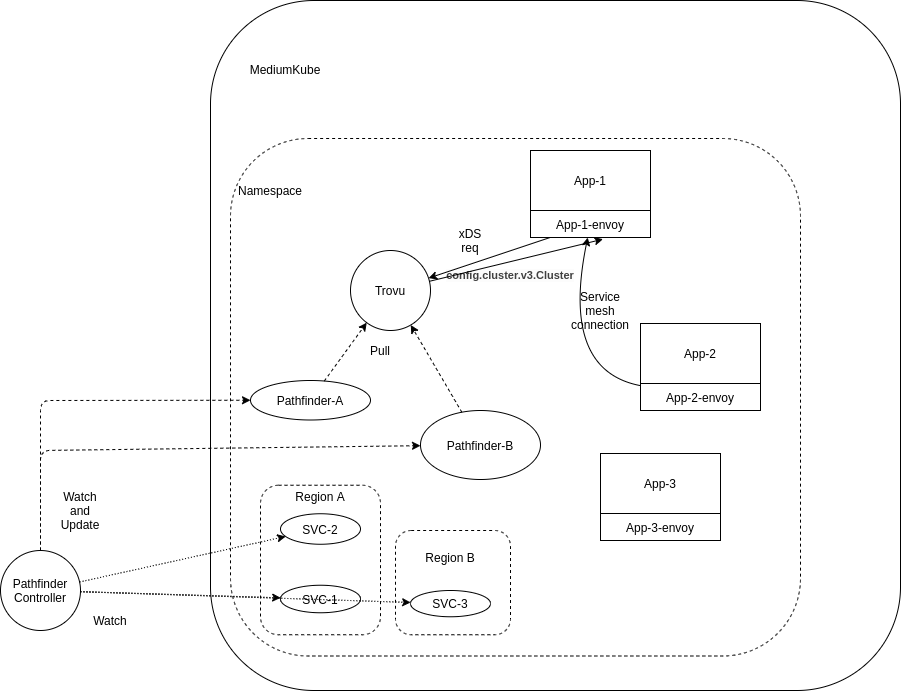 MediumKube
Namespace
App-1
App-1-envoy
xDS
req
config.cluster.v3.Cluster
Trovu
Service
mesh
connection
Pull
App-2
App-2-envoy
Pathfinder-A
Pathfinder-B
App-3
App-3-envoy
Watch
and
Update
Region A
SVC-2
SVC-1
Region B
SVC-3
Pathfinder
Controller
Watch